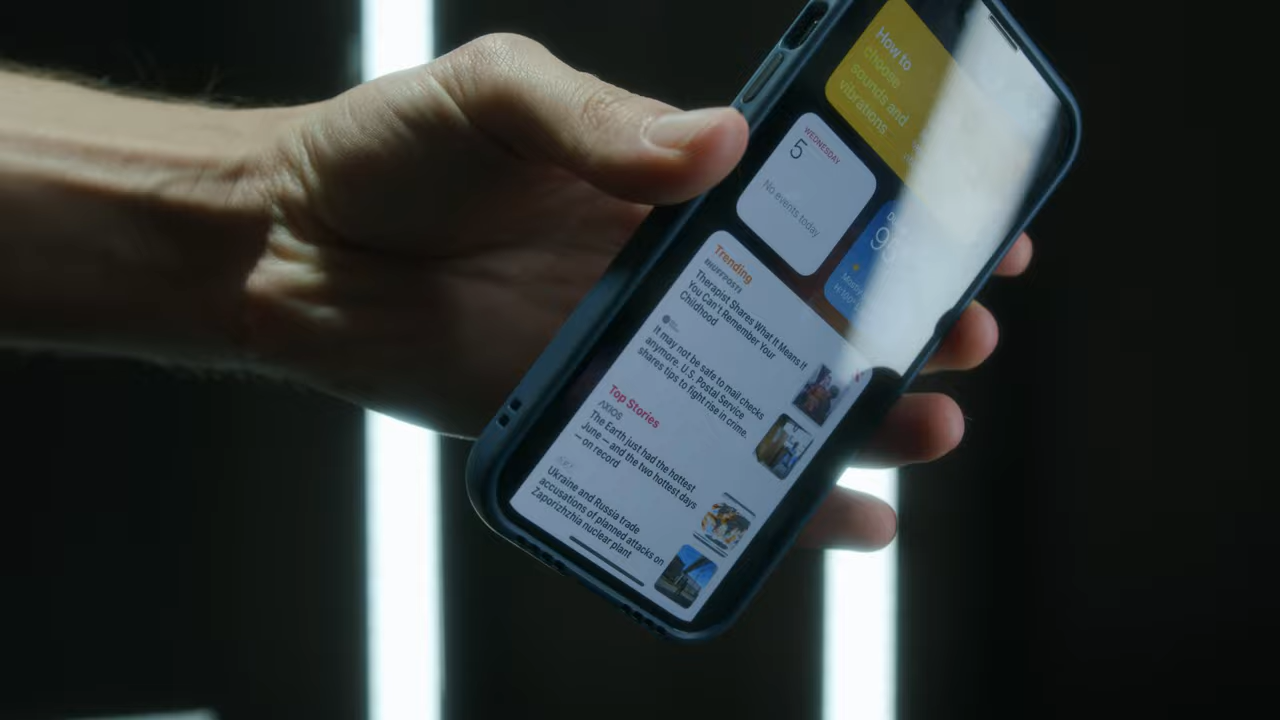 How to
choose
sounds and
vibrations
WEDNESDAY
5
No events today
Trending
HUFFPOST
Therapist Shares What It Means If
You Can't Remember Your
Childhood
It may not be safe to mail checks
anymore. U.S. Postal Service
shares tips to fight rise in crime.
Top Stories
AXIOS
The Earth just had the hottest
June — and the two hottest days
— on record
Ukraine and Russia trade
accusations of planned attacks on
Zaporizhzhia nuclear plant